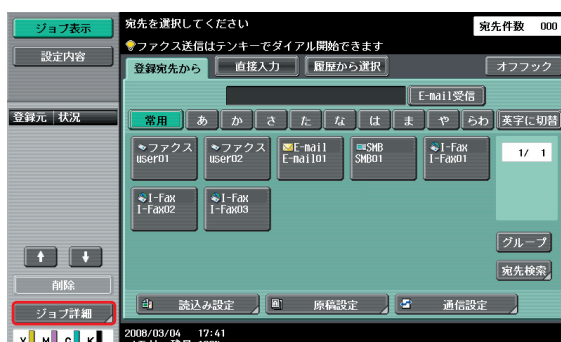 ジョブ表示
設定内容
登録元 状況
削除
ジョブ詳細
Y M C K
宛先を選択してください
宛先件数 000
ファクス送信はテンキーでダイアル開始できます
登録宛先から 直接入力 履歴から選択 オフフック
E-mail受信
常用 あ か さ た な は ま や らわ 英字に切替
ファクス user01
ファクス user02
E-mail E-mail01
SMB SMB01
I-Fax I-Fax01
1/ 1
I-Fax I-Fax02
I-Fax I-Fax03
グループ
宛先検索
読込み設定 原稿設定 通信設定
2008/03/04 17:41